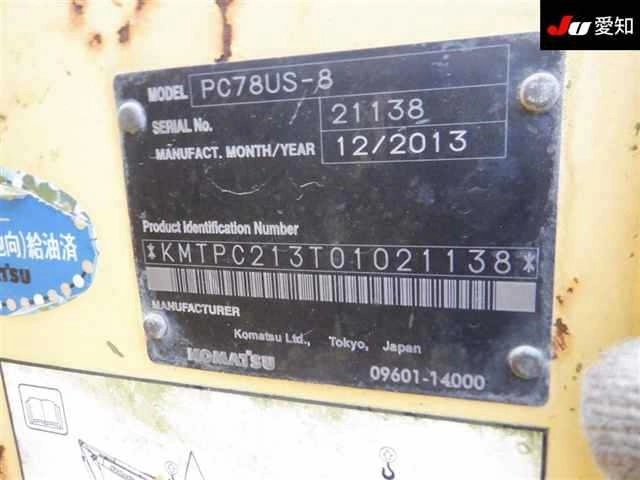 JU 愛知
MODEL PC78US-8
SERIAL No. 21138
MANUFACT. MONTH/YEAR 12/2013
向)給油済
Product Identification Number
*KMTPC213T01021138*
MANUFACTURER
Komatsu Ltd., Tokyo, Japan
KOMATSU
09601-14000